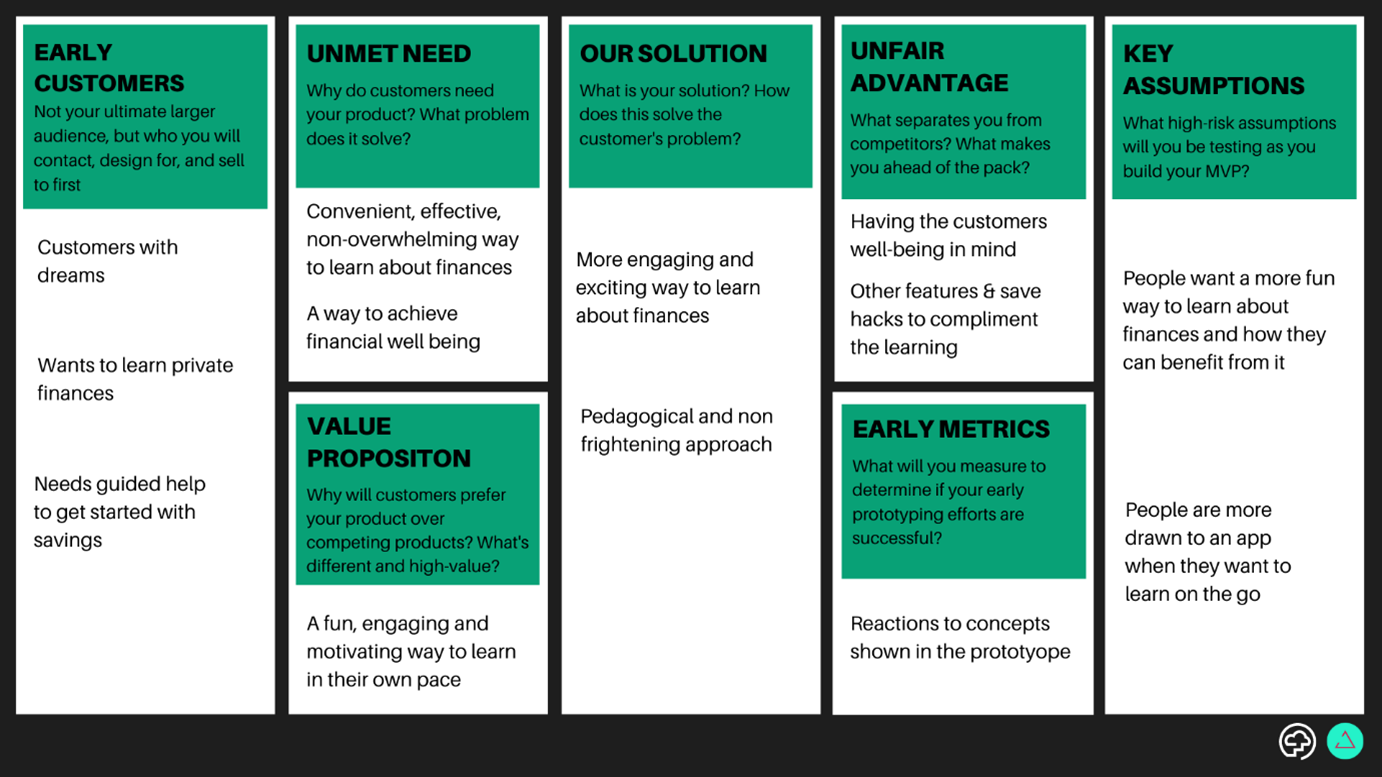 EARLY
CUSTOMERS
Not your ultimate larger
audience, but who you will
contact, design for, and sell
to first
Customers with
dreams
Wants to learn private
finances
Needs guided help
to get started with
savings
UNMET NEED
Why do customers need
your product? What problem
does it solve?
Convenient, effective,
non-overwhelming way
to learn about finances
A way to achieve
financial well being
VALUE
PROPOSITON
Why will customers prefer
your product over
competing products? What's
different and high-value?
A fun, engaging and
motivating way to learn
in their own pace
OUR SOLUTION
What is your solution? How
does this solve the
customer's problem?
More engaging and
exciting way to learn
about finances
Pedagogical and non
frightening approach
UNFAIR
ADVANTAGE
What separates you from
competitors? What makes
you ahead of the pack?
Having the customers
well-being in mind
Other features & save
hacks to compliment
the learning
EARLY METRICS
What will you measure to
determine if your early
prototyping efforts are
successful?
Reactions to concepts
shown in the prototyope
KEY
ASSUMPTIONS
What high-risk assumptions
will you be testing as you
build your MVP?
People want a more fun
way to learn about
finances and how they
can benefit from it
People are more
drawn to an app
when they want to
learn on the go